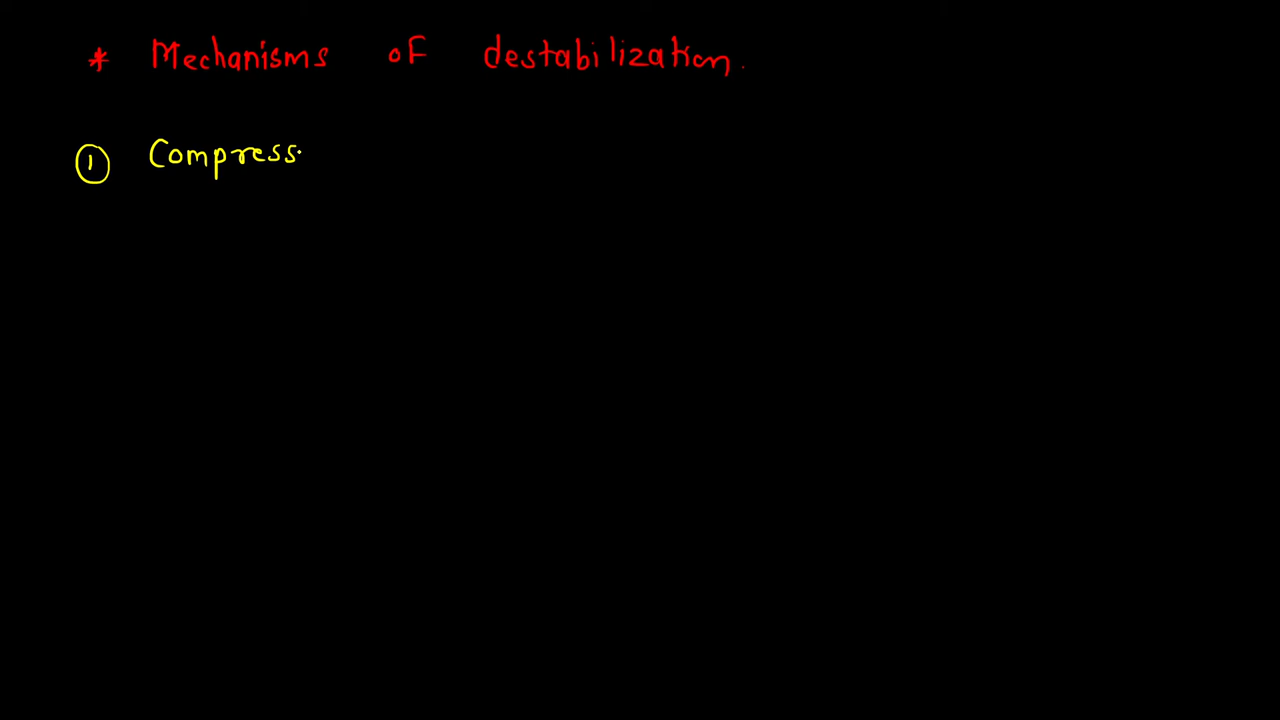 * Mechanisms of destabilization.
① Compress